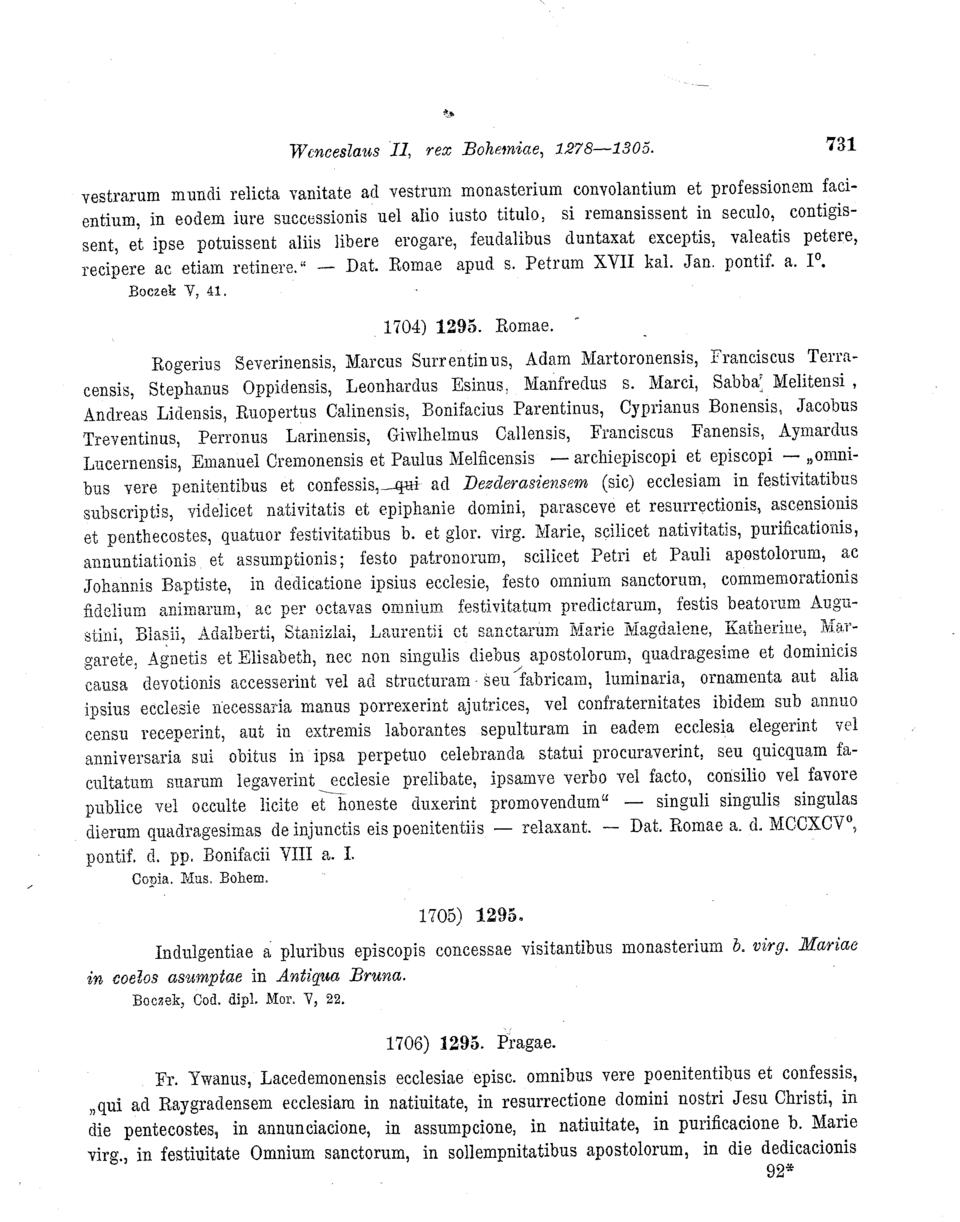 Wenceslaus II, rex Bohemiae, 1278—1305.
731
vestrarum mundi relicta vanitate ad vestrum monasterium convolantium et professionem faci-
entium, in eodem iure successionis uel alio iusto titulo, si remansissent in seculo, contigis-
sent, et ipse potuissent aliis libere erogare, feudalibus duntaxat exceptis, valeatis petere,
recipere ac etiam retinere.“ — Dat. Romae apud s. Petrum XVII kal. Jan. pontif. a. I⁰.
Boczek V, 41.
1704) 1295. Romae.
Rogerius Severinensis, Marcus Surrentinus, Adam Martoronensis, Franciscus Terra-
censis, Stephanus Oppidensis, Leonhardus Esinus, Manfredus s. Marci, Sabba, Melitensi,
Andreas Lidensis, Ruopertus Calinensis, Bonifacius Parentinus, Cyprianus Bonensis, Jacobus
Treventinus, Perronus Larinensis, Giwlhelmus Callensis, Franciscus Fanensis, Aymardus
Lucernensis, Emanuel Cremonensis et Paulus Melficensis — archiepiscopi et episcopi — „omni-
bus vere penitentibus et confessis, qui ad Dezderasiensem (sic) ecclesiam in festivitatibus
subscriptis, videlicet nativitatis et epiphanie domini, parasceve et resurrectionis, ascensionis
et penthecostes, quatuor festivitatibus b. et glor. virg. Marie, scilicet nativitatis, purificationis,
annuntiationis et assumptionis; festo patronorum, scilicet Petri et Pauli apostolorum, ac
Johannis Baptiste, in dedicatione ipsius ecclesie, festo omnium sanctorum, commemorationis
fidelium animarum, ac per octavas omnium festivitatum predictarum, festis beatorum Augu-
stini, Blasii, Adalberti, Stanizlai, Laurentii et sanctarum Marie Magdalene, Katherine, Mar-
garete, Agnetis et Elisabeth, nec non singulis diebus apostolorum, quadragesime et dominicis
causa devotionis accesserint vel ad structuram seu fabricam, luminaria, ornamenta aut alia
ipsius ecclesie necessaria manus porrexerint ajutrices, vel confraternitates ibidem sub annuo
censu receperint, aut in extremis laborantes sepulturam in eadem ecclesia elegerint vel
anniversaria sui obitus in ipsa perpetuo celebranda statui procuraverint, seu quicquam fa-
cultatum suarum legaverint ecclesie prelibate, ipsamve verbo vel facto, consilio vel favore
publice vel occulte licite et honeste duxerint promovendum“ — singuli singulis singulas
dierum quadragesimas de injunctis eis poenitentiis — relaxant. — Dat. Romae a. d. MCCXCV⁰,
pontif. d. pp. Bonifacii VIII a. I.
Copia. Mus. Bohem.
1705) 1295.
Indulgentiae a pluribus episcopis concessae visitantibus monasterium b. virg. Mariae
in coelos asumptae in Antiqua Bruna.
Boczek, Cod. dipl. Mor. V, 22.
1706) 1295. Pragae.
Fr. Ywanus, Lacedemonensis ecclesiae episc. omnibus vere poenitentibus et confessis,
„qui ad Raygradensem ecclesiam in natiuitate, in resurrectione domini nostri Jesu Christi, in
die pentecostes, in annunciacione, in assumpcione, in natiuitate, in purificacione b. Marie
virg., in festiuitate Omnium sanctorum, in sollempnitatibus apostolorum, in die dedicacionis
92*